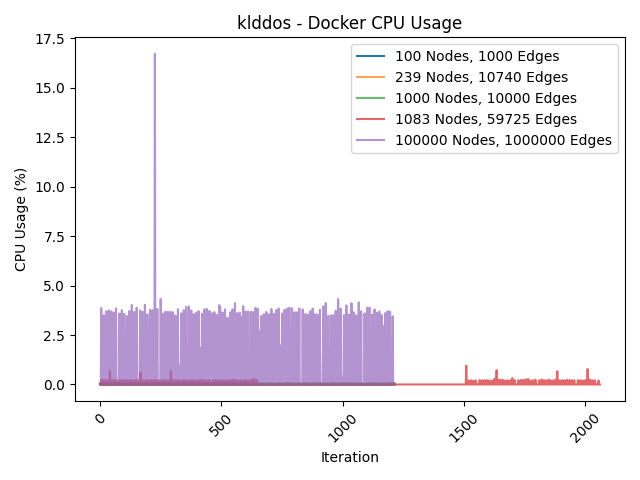 klddos - Docker CPU Usage
17.5
15.0
12.5
10.0
7.5
5.0
2.5
0.0
CPU Usage (%)
100 Nodes, 1000 Edges
239 Nodes, 10740 Edges
1000 Nodes, 10000 Edges
1083 Nodes, 59725 Edges
100000 Nodes, 1000000 Edges
0
500
1000
1500
2000
Iteration